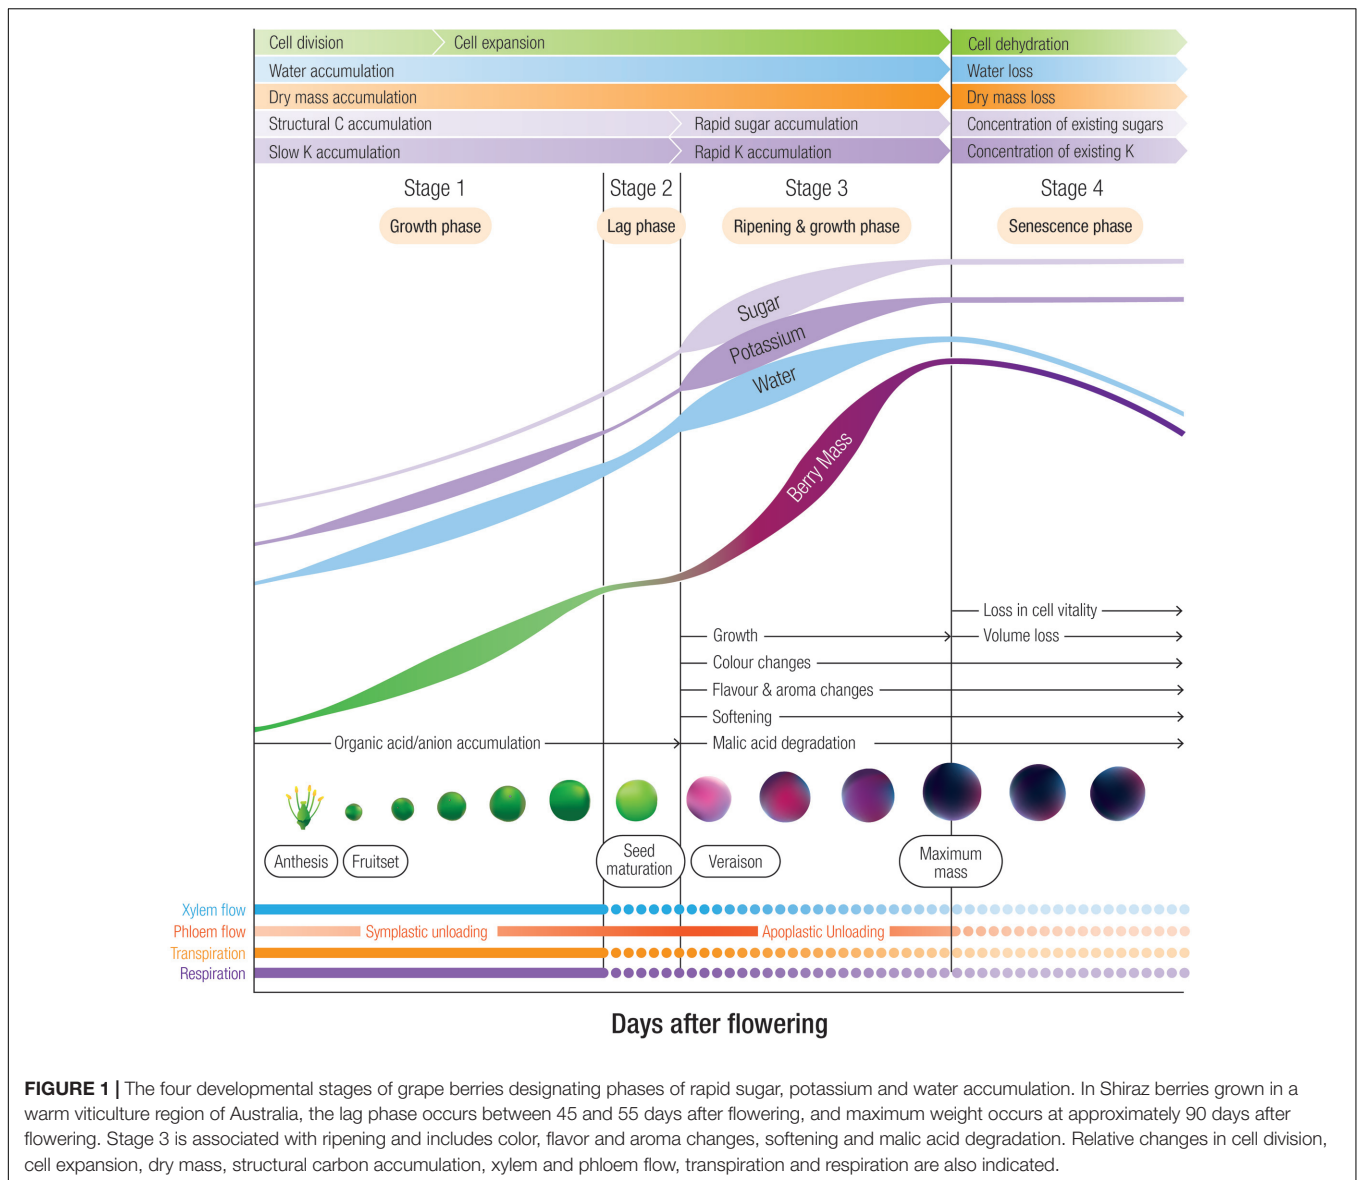 Cell division
Cell expansion
Cell dehydration
Water accumulation
Water loss
Dry mass accumulation
Dry mass loss
Structural C accumulation
Rapid sugar accumulation
Concentration of existing sugars
Slow K accumulation
Rapid K accumulation
Concentration of existing K
Stage 1
Stage 2
Stage 3
Stage 4
Growth phase
Lag phase
Ripening & growth phase
Senescence phase
Sugar
Potassium
Water
Berry Mass
Loss in cell vitality
Growth
Volume loss
Colour changes
Flavour & aroma changes
Softening
Organic acid/anion accumulation
Malic acid degradation
Anthesis
Fruitset
Seed
maturation
Veraison
Maximum
mass
Xylem flow
Phloem flow
Symplastic unloading
Apoplastic Unloading
Transpiration
Respiration
Days after flowering
FIGURE 1 | The four developmental stages of grape berries designating phases of rapid sugar, potassium and water accumulation. In Shiraz berries grown in a
warm viticulture region of Australia, the lag phase occurs between 45 and 55 days after flowering, and maximum weight occurs at approximately 90 days after
flowering. Stage 3 is associated with ripening and includes color, flavor and aroma changes, softening and malic acid degradation. Relative changes in cell division,
cell expansion, dry mass, structural carbon accumulation, xylem and phloem flow, transpiration and respiration are also indicated.